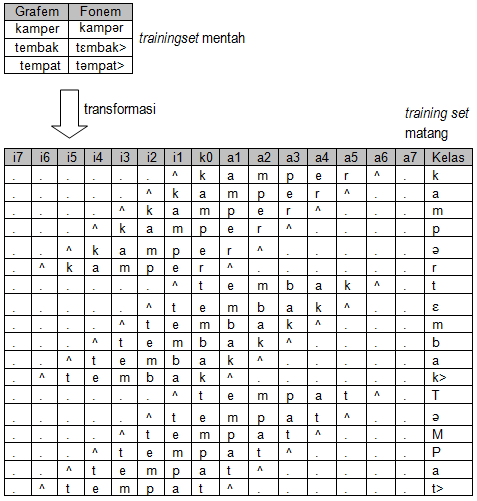 Grafem Fonem
kamper kampər
tembak tɛmbak>
tempat təmpat>
trainingset mentah
transformasi
training set
matang
i7 i6 i5 i4 i3 i2 i1 k0 a1 a2 a3 a4 a5 a6 a7 Kelas
. . . . . . ^ k a m p e r ^ . k
. . . . . ^ k a m p e r ^ . . a
. . . . ^ k a m p e r ^ . . . m
. . . ^ k a m p e r ^ . . . . p
. . ^ k a m p e r ^ . . . . . ə
. ^ k a m p e r ^ . . . . . . r
. . . . . . ^ t e m b a k ^ . t
. . . . . ^ t e m b a k ^ . . ɛ
. . . . ^ t e m b a k ^ . . . m
. . . ^ t e m b a k ^ . . . . b
. . ^ t e m b a k ^ . . . . . a
. ^ t e m b a k ^ . . . . . . k>
. . . . . . ^ t e m p a t ^ . T
. . . . . ^ t e m p a t ^ . . ə
. . . . ^ t e m p a t ^ . . . M
. . . ^ t e m p a t ^ . . . . P
. . ^ t e m p a t ^ . . . . . a
. ^ t e m p a t ^ . . . . . . t>